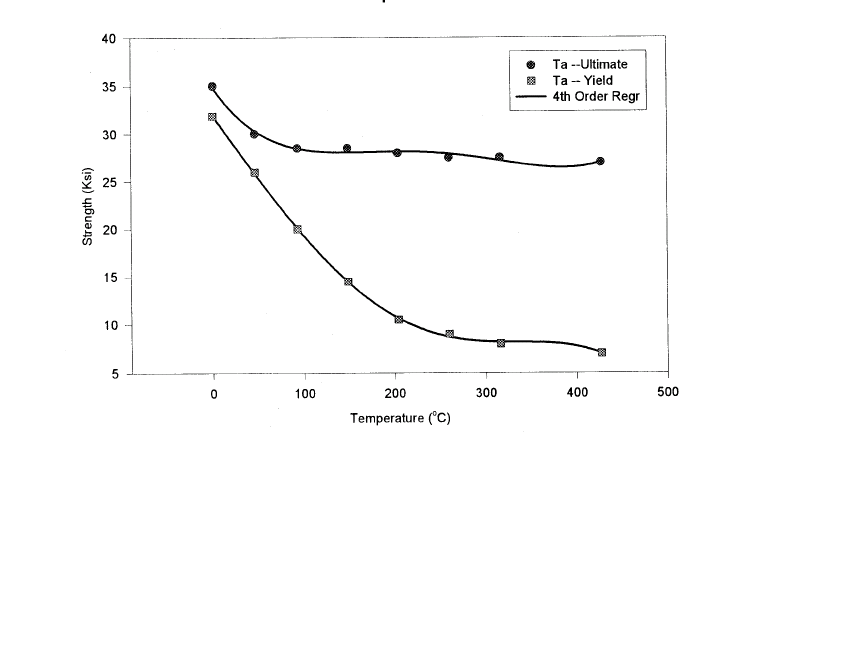 40
35
30
25
20
15
10
5
Strength (Ksi)
Ta --Ultimate
Ta -- Yield
4th Order Regr
0 100 200 300 400 500
Temperature (°C)